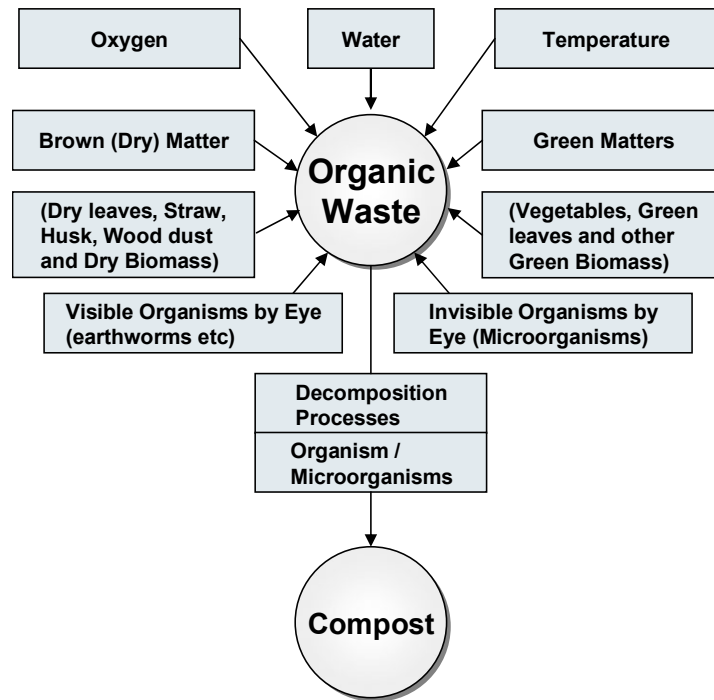 Oxygen
Water
Temperature
Brown (Dry) Matter
Green Matters
Organic
Waste
(Dry leaves, Straw,
Husk, Wood dust
and Dry Biomass)
(Vegetables, Green
leaves and other
Green Biomass)
Visible Organisms by Eye
(earthworms etc)
Invisible Organisms by
Eye (Microorganisms)
Decomposition
Processes
Organism /
Microorganisms
Compost